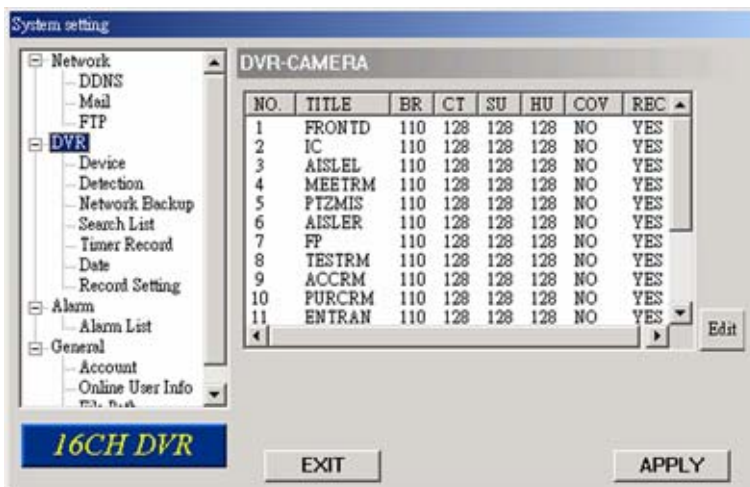 System setting
Network
DDNS
Mail
FTP
DVR
Device
Detection
Network Backup
Search List
Timer Record
Date
Record Setting
Alarm
Alarm List
General
Account
Online User Info
16CH DVR
DVR-CAMERA
NO. TITLE BR CT SU HU COV REC
1 FRONTD 110 128 128 128 NO YES
2 IC 110 128 128 128 NO YES
3 AISLEL 110 128 128 128 NO YES
4 MEETRM 110 128 128 128 NO YES
5 PTZMIS 110 128 128 128 NO YES
6 AISLER 110 128 128 128 NO YES
7 FP 110 128 128 128 NO YES
8 TESTRM 110 128 128 128 NO YES
9 ACCRM 110 128 128 128 NO YES
10 PURCRM 110 128 128 128 NO YES
11 ENTRAN 110 128 128 128 NO YES
Edit
EXIT
APPLY